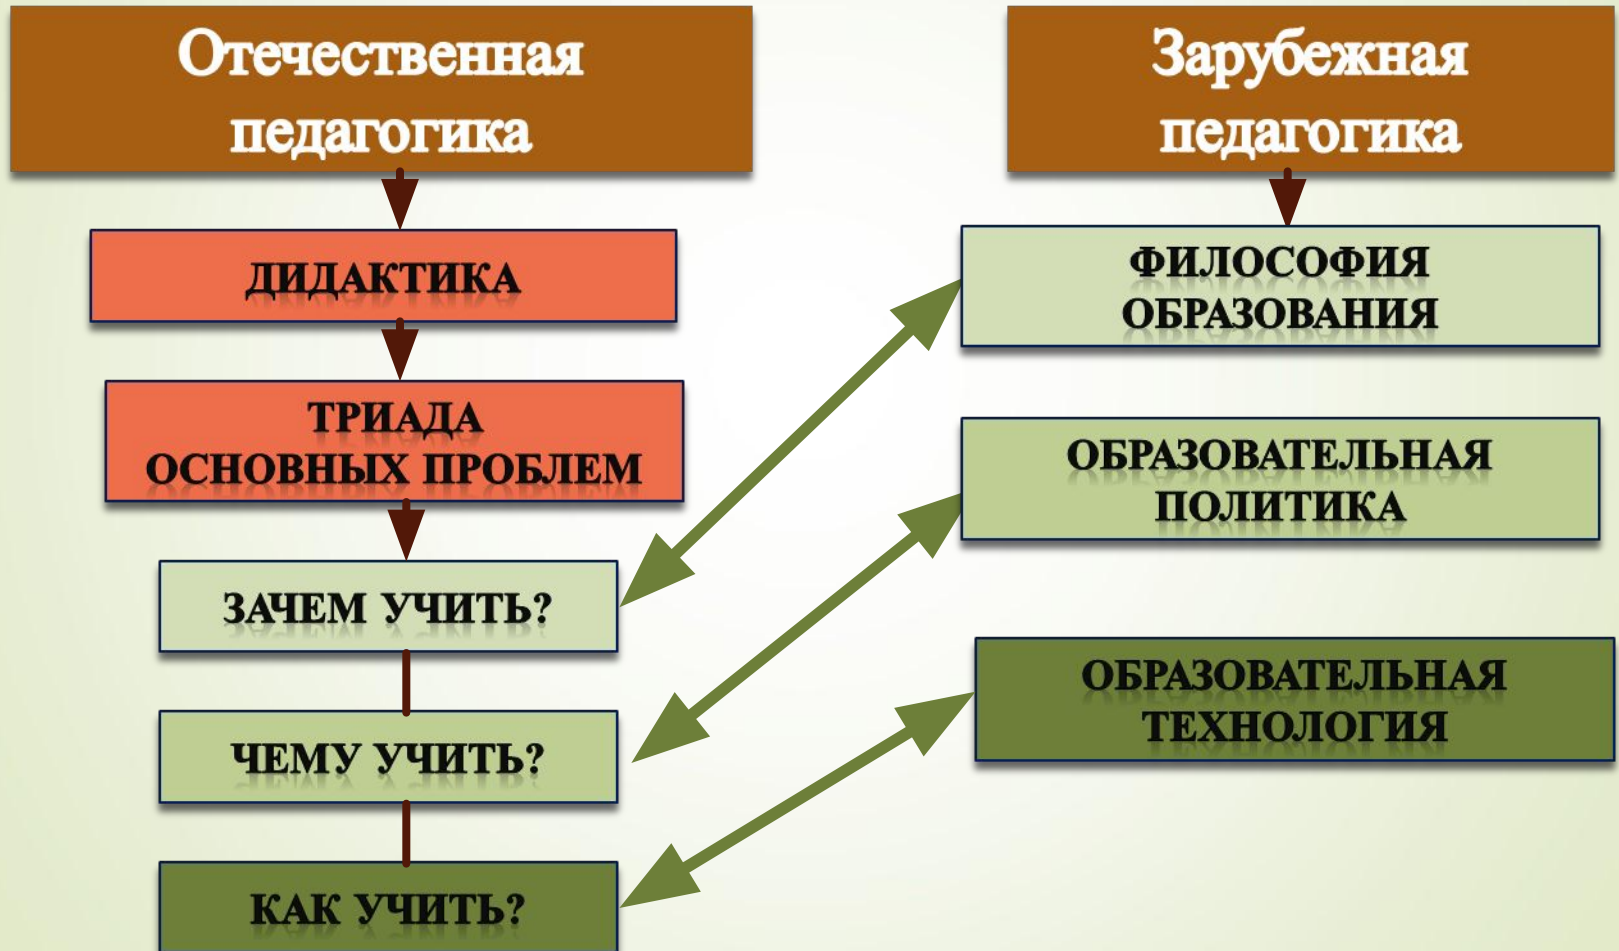 Отечественная
педагогика
ДИДАКТИКА
ТРИАДА
ОСНОВНЫХ ПРОБЛЕМ
ЗАЧЕМ УЧИТЬ?
ЧЕМУ УЧИТЬ?
КАК УЧИТЬ?
Зарубежная
педагогика
ФИЛОСОФИЯ
ОБРАЗОВАНИЯ
ОБРАЗОВАТЕЛЬНАЯ
ПОЛИТИКА
ОБРАЗОВАТЕЛЬНАЯ
ТЕХНОЛОГИЯ